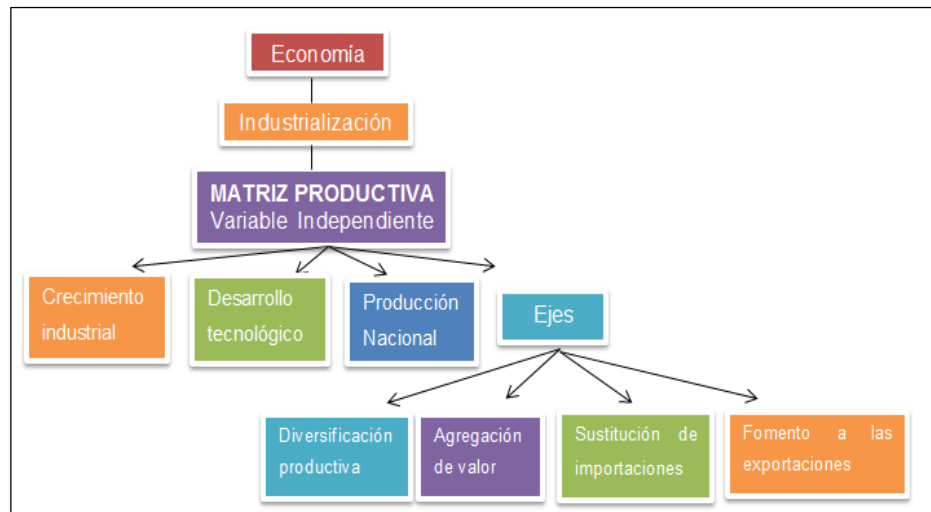 Economía
Industrialización
MATRIZ PRODUCTIVA
Variable Independiente
Crecimiento
industrial
Desarrollo
tecnológico
Producción
Nacional
Ejes
Diversificación
productiva
Agregación
de valor
Sustitución de
importaciones
Fomento a las
exportaciones